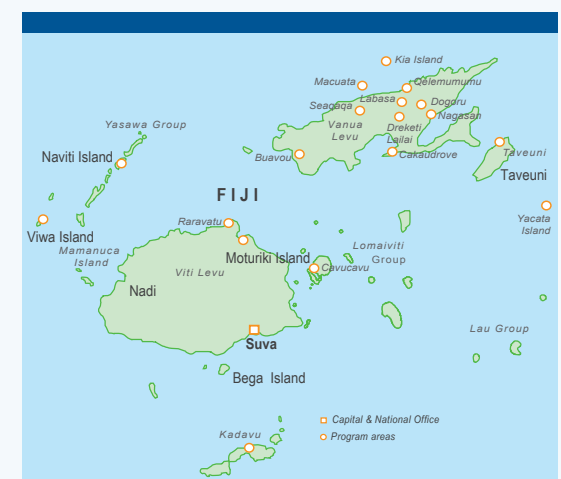 Kia Island
Macuata
Qelemumumu
Labasa
Seaqaqa
Dogoru
Nagasan
Yasawa Group
Vanua
Levu
Dreketi
Lailai
Naviti Island
Buavou
Cakaudrove
Taveuni
Taveuni
FIJI
Yacata
Island
Raravatu
Viwa Island
Mamanuca
Island
Moturiki Island
Lomaiviti
Group
Viti Levu
Cavucavu
Nadi
Lau Group
Suva
Bega Island
Capital & National Office
Kadavu
Program areas